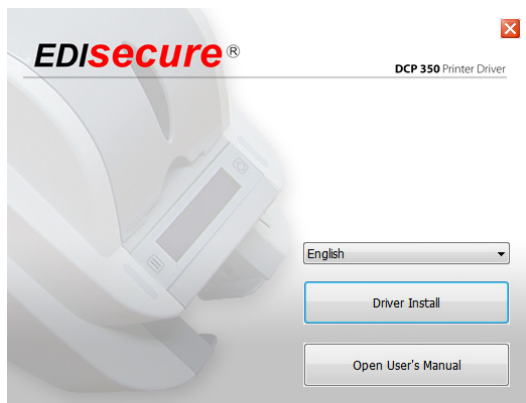 EDIsecure®
DCP 350 Printer Driver
English
Driver Install
Open User's Manual